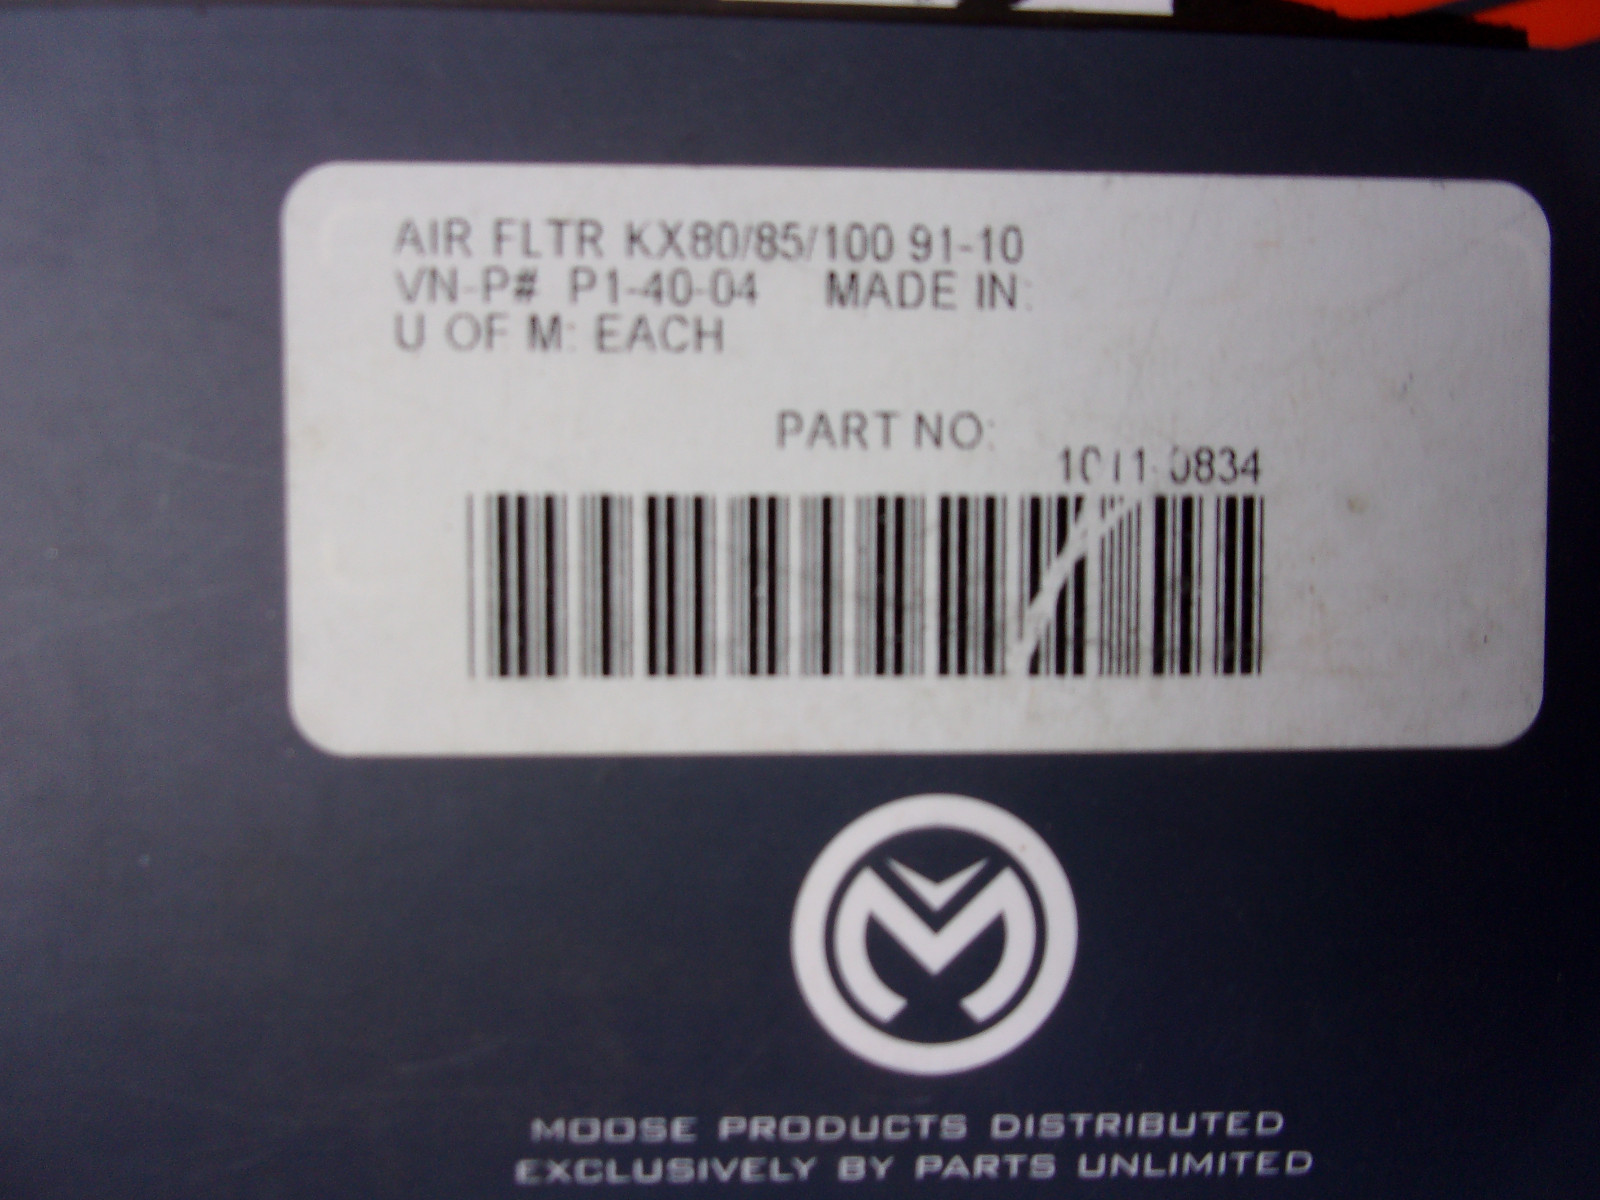 AIR FLTR KX80/85/100 91-10
VN-P# P1-40-04 MADE IN:
U OF M: EACH
PART NO:
1011-0834
MOOSE PRODUCTS DISTRIBUTED
EXCLUSIVELY BY PARTS UNLIMITED